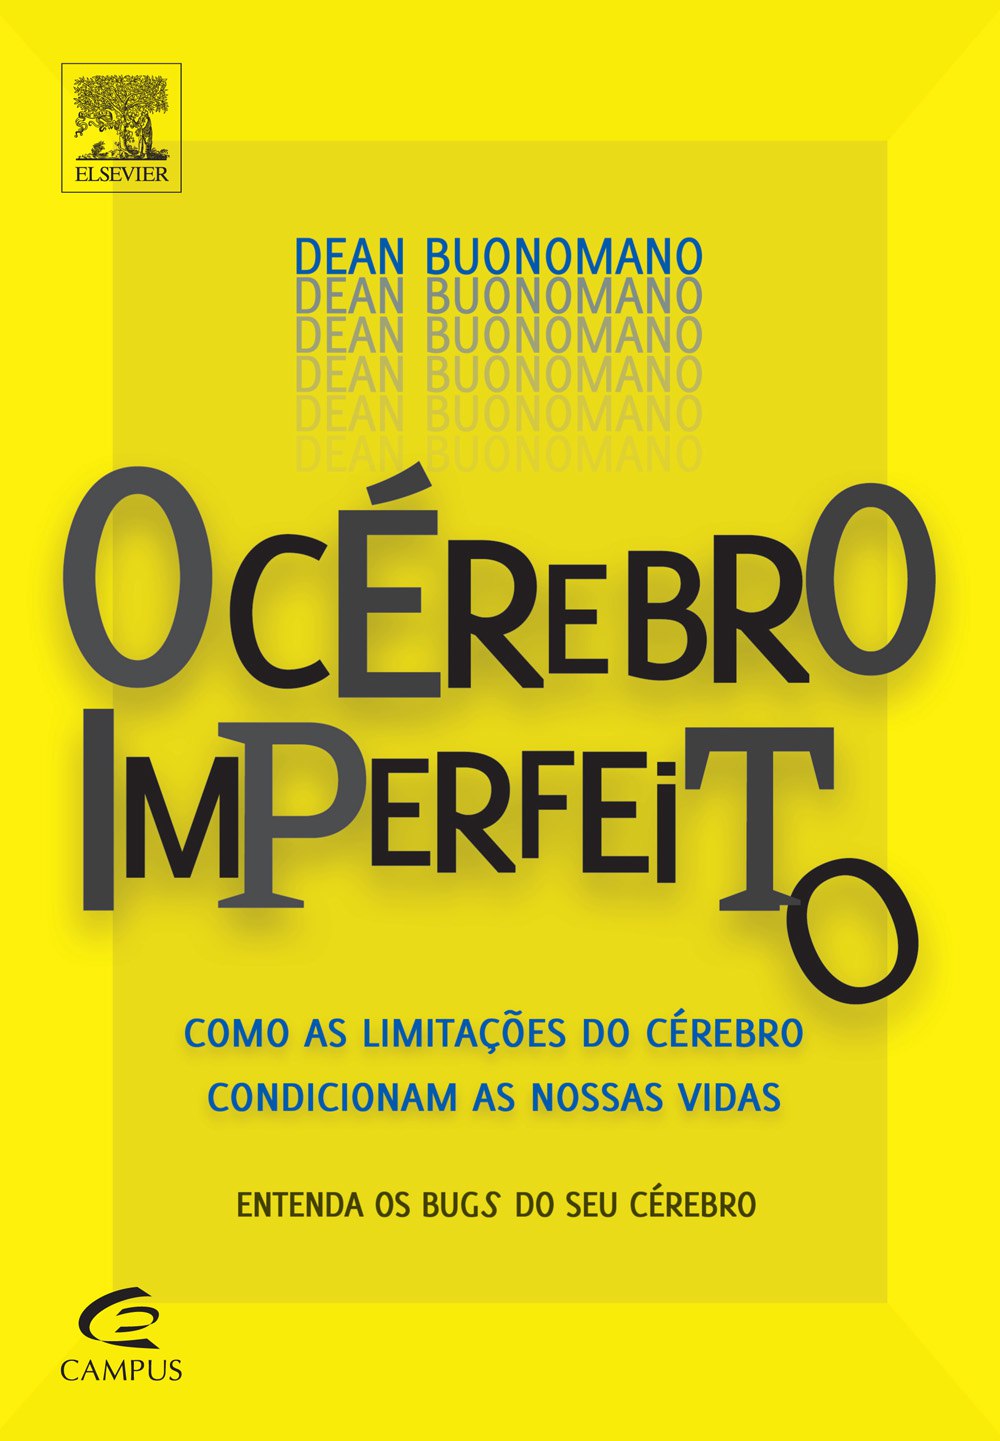 ELSEVIER
DEAN BUONOMANO
DEAN BUONOMANO
DEAN BUONOMANO
DEAN BUONOMANO
DEAN BUONOMANO
DEAN BUONOMANO
O CÉREBRO
IMPERFEITO
COMO AS LIMITAÇÕES DO CÉREBRO
CONDICIONAM AS NOSSAS VIDAS
ENTENDA OS BUGS DO SEU CÉREBRO
CAMPUS